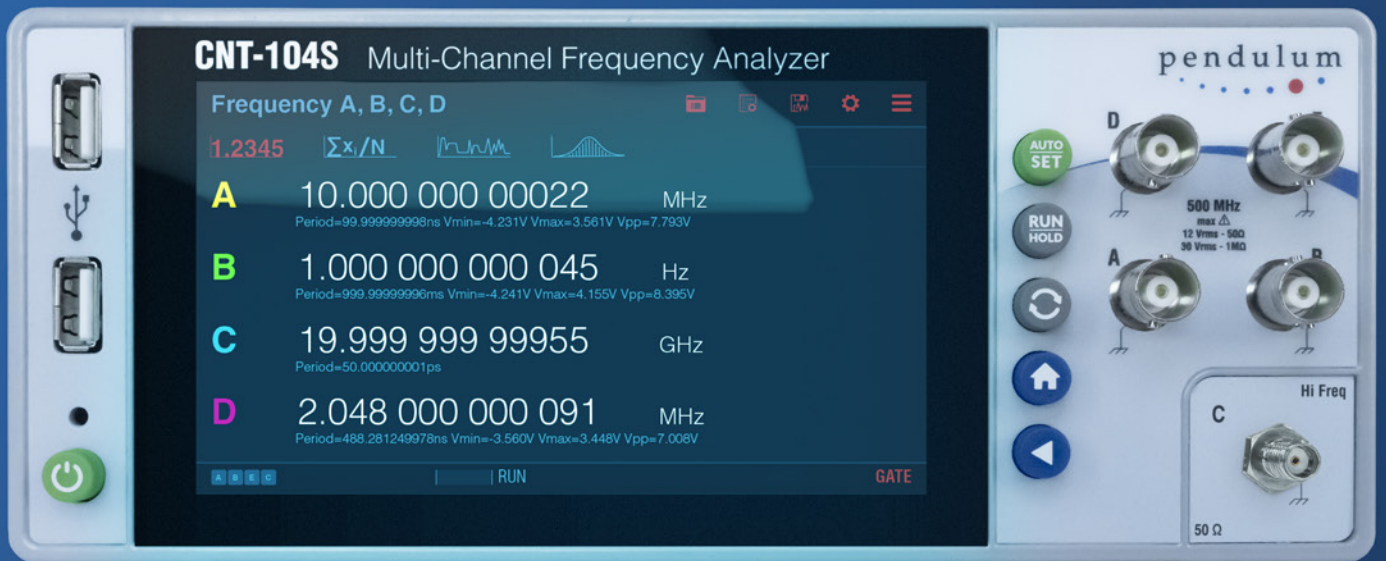 CNT-104S Multi-Channel Frequency Analyzer
pendulum
Frequency A, B, C, D
1.2345 ∑xᵢ/N
A 10.000 000 00022 MHz
Period=99.999999998ns Vmin=-4.231V Vmax=3.561V Vpp=7.793V
B 1.000 000 000 045 Hz
Period=999.99999996ms Vmin=-4.241V Vmax=4.155V Vpp=8.395V
C 19.999 999 99955 GHz
Period=50.000000001ps
D 2.048 000 000 091 MHz
Period=488.281249978ns Vmin=-3.560V Vmax=3.448V Vpp=7.008V
A B E C RUN GATE
AUTO
SET
RUN
HOLD
D
500 MHz
max ⚠
12 Vrms - 50Ω
30 Vrms - 1MΩ
A B
Hi Freq
C
50 Ω